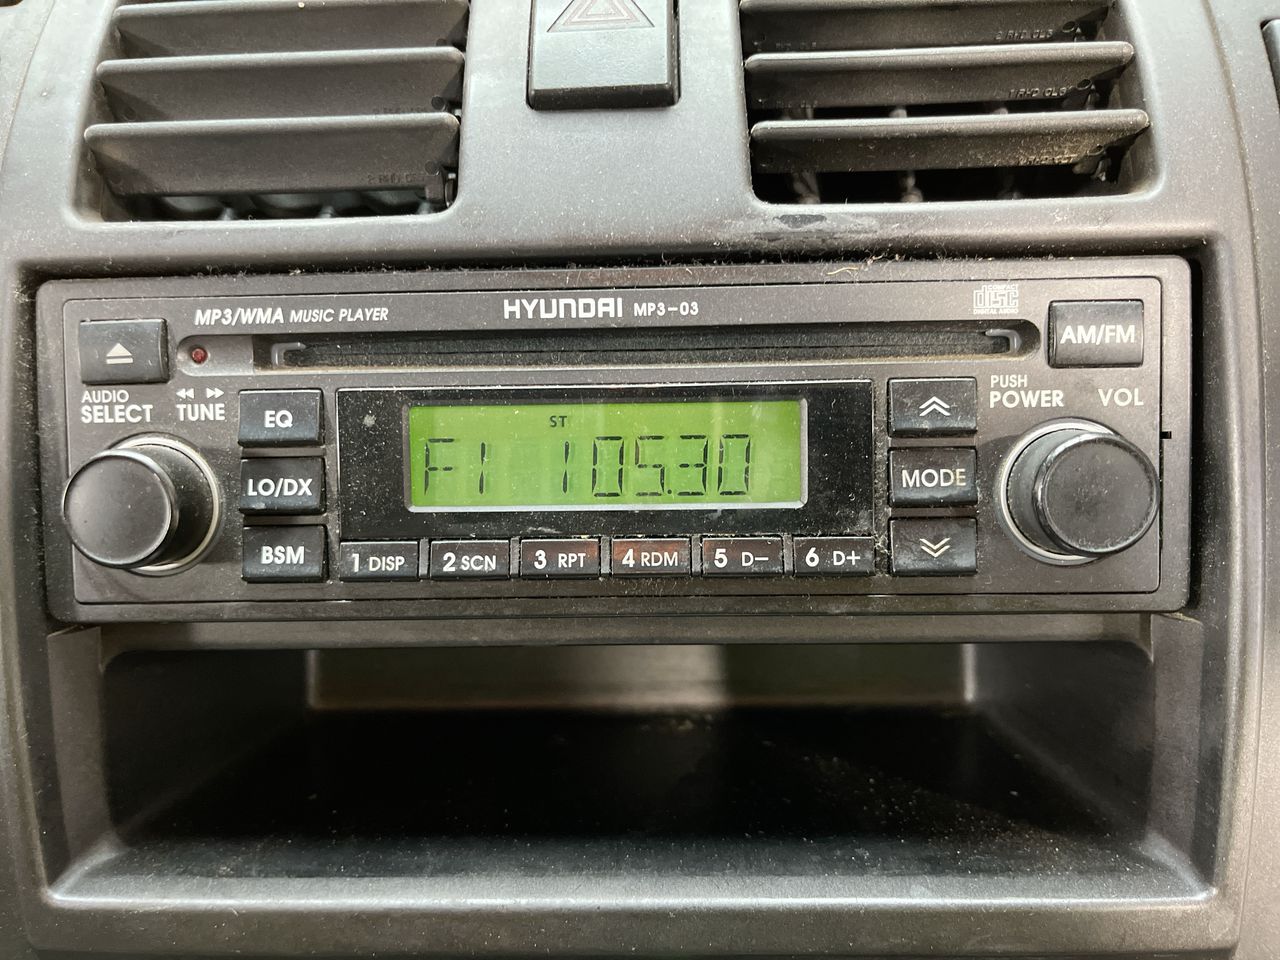 MP3/WMA MUSIC PLAYER
HYUNDAI MP3-03
COMPACT
disc
DIGITAL AUDIO
AM/FM
AUDIO
SELECT
TUNE
EQ
LO/DX
BSM
ST
F1 105.30
1 DISP
2 SCN
3 RPT
4 RDM
5 D-
6 D+
MODE
PUSH
POWER
VOL